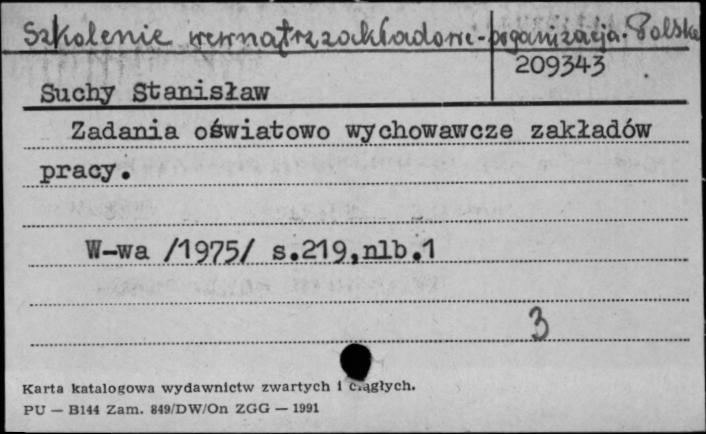 Szkolenie wewnątrzzakładowe - organizacja. Polska
209343
Suchy Stanisław
Zadania oświatowo wychowawcze zakładów
pracy.
W-wa /1975/ s.219,nlb.1
3
Karta katalogowa wydawnictw zwartych i ciągłych.
PU — B144 Zam. 849/DW/On ZGG — 1991